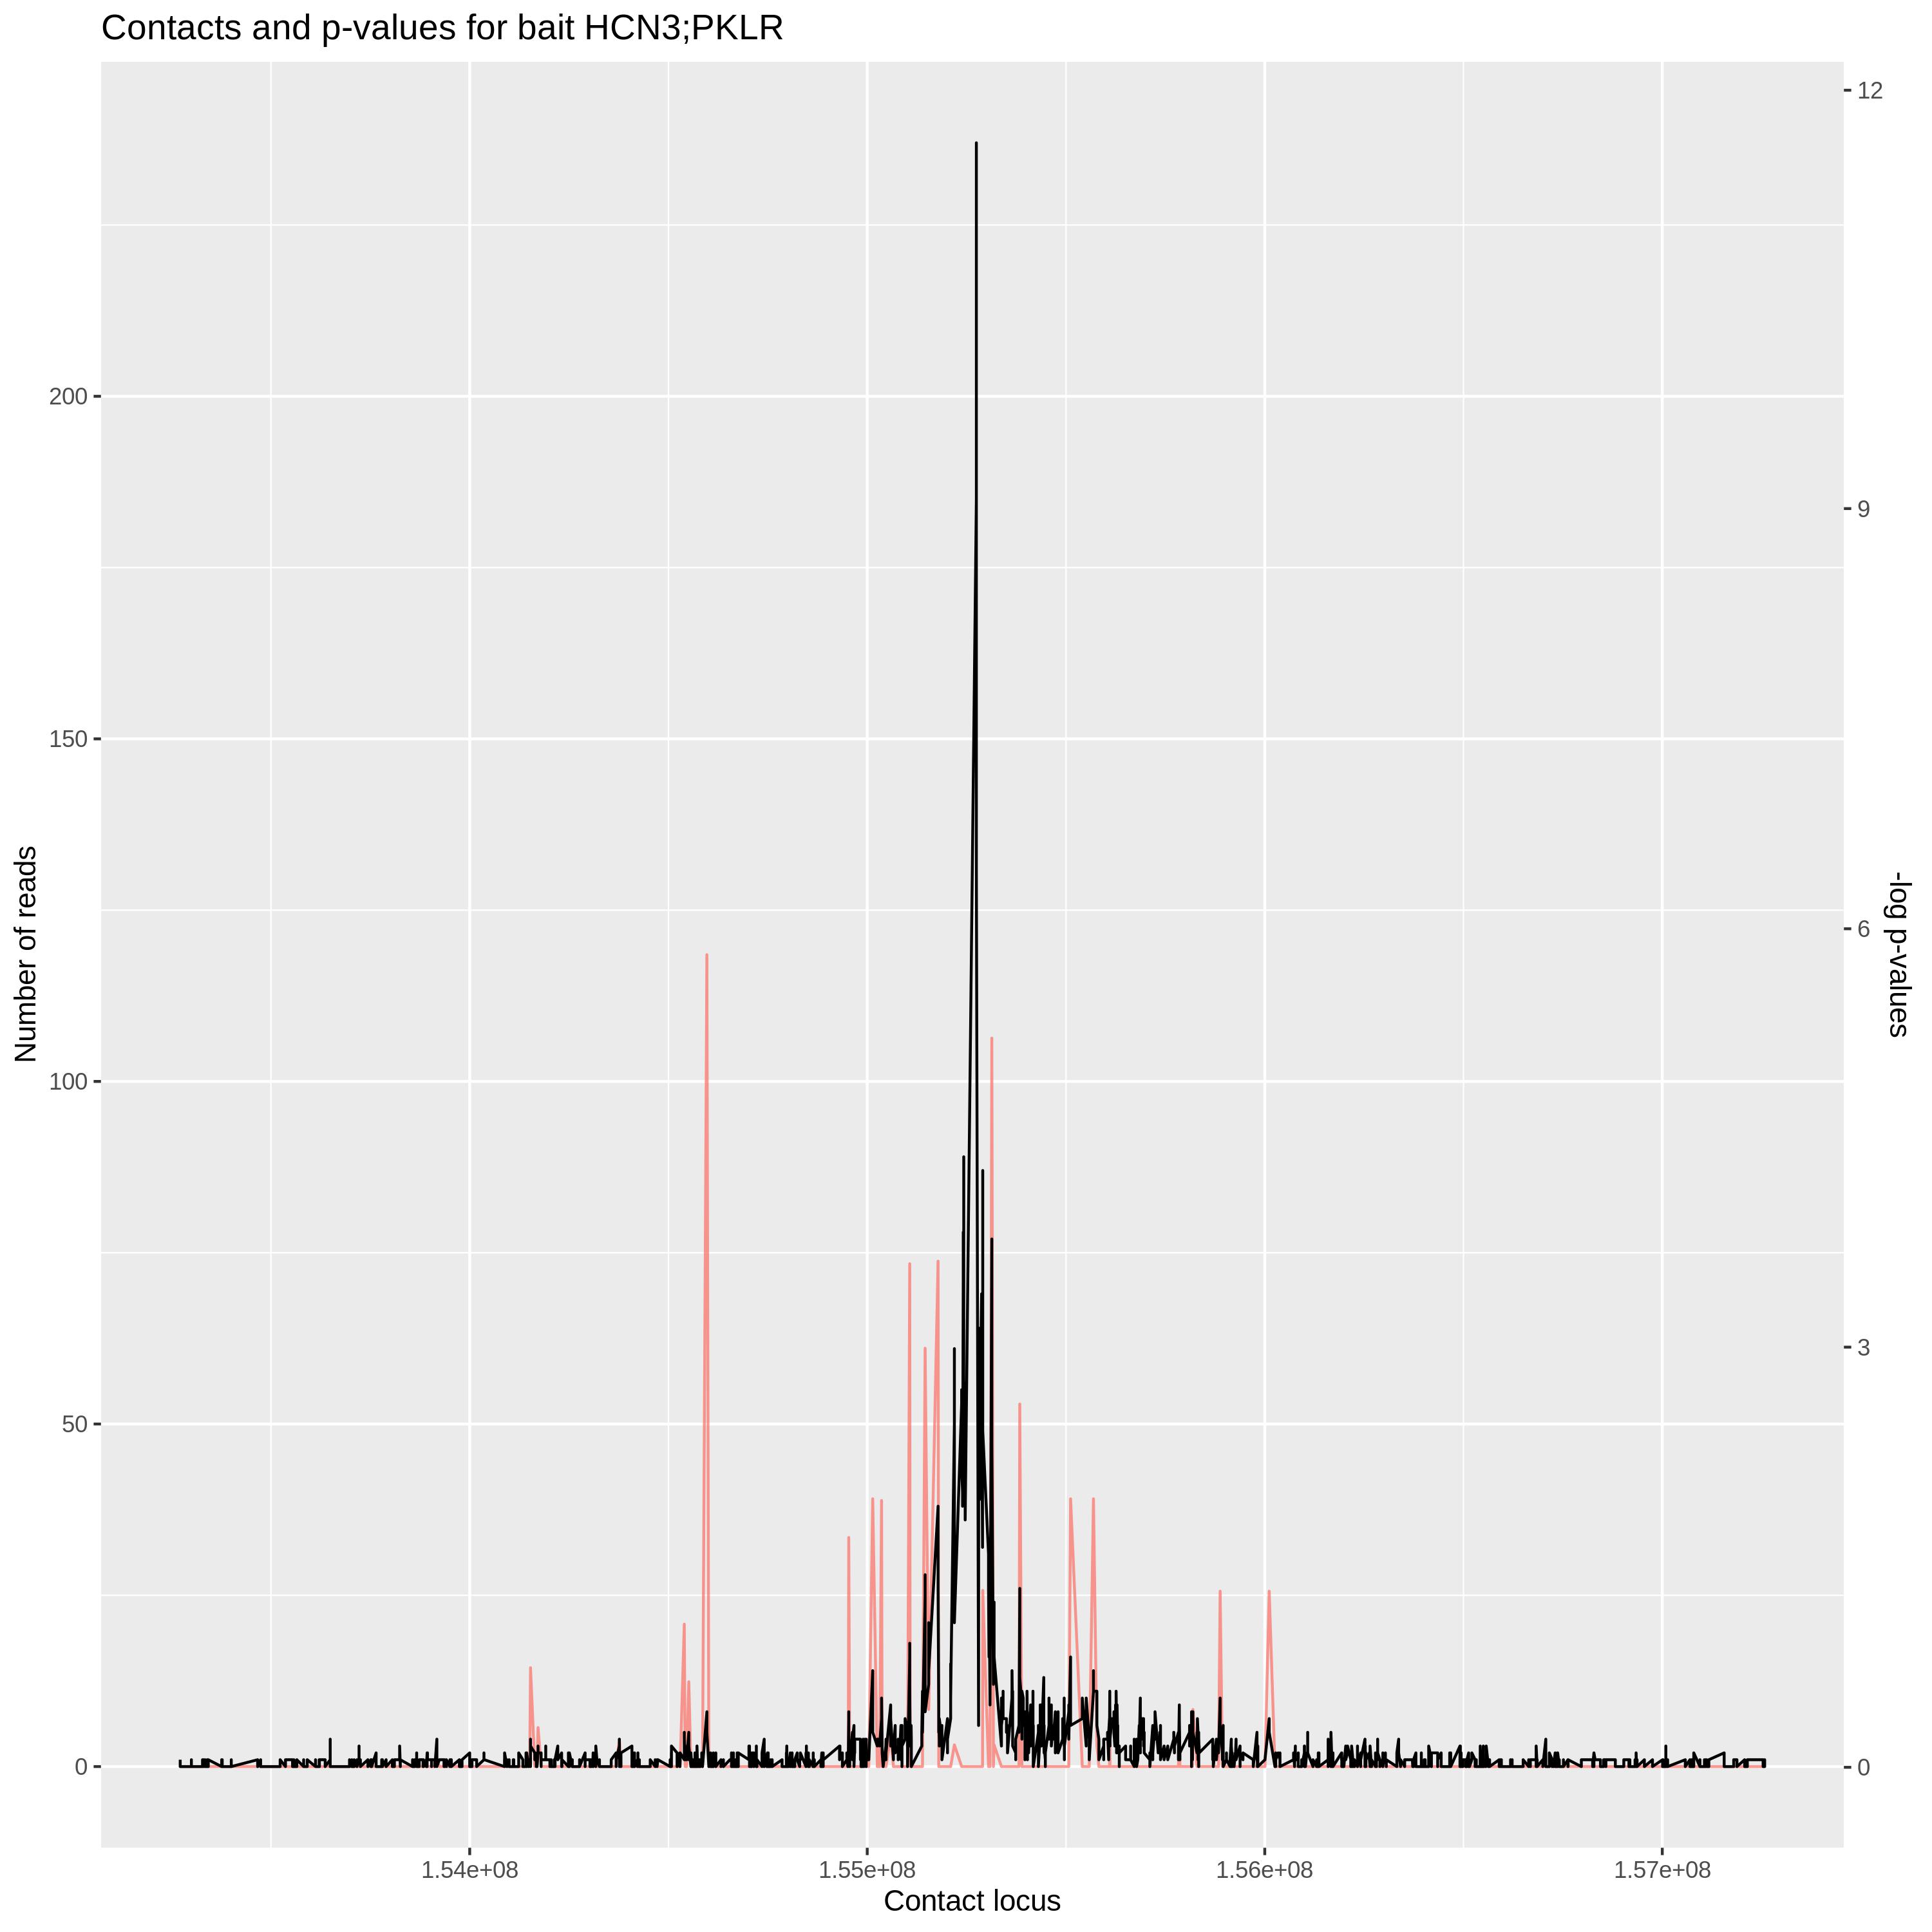 Contacts and p-values for bait HCN3;PKLR
Number of reads
200
150
100
50
0
12
9
6
3
0
-log p-values
1.54e+08
1.55e+08
1.56e+08
1.57e+08
Contact locus